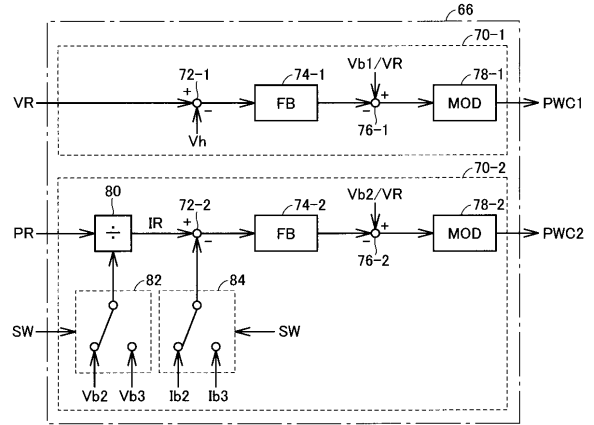 66
70-1
72-1
74-1
Vb1/VR
78-1
VR
+
−
FB
−
+
MOD
PWC1
Vh
76-1
70-2
80
72-2
74-2
Vb2/VR
78-2
PR
÷
IR
+
−
FB
−
+
MOD
PWC2
76-2
82
84
SW
SW
Vb2
Vb3
Ib2
Ib3